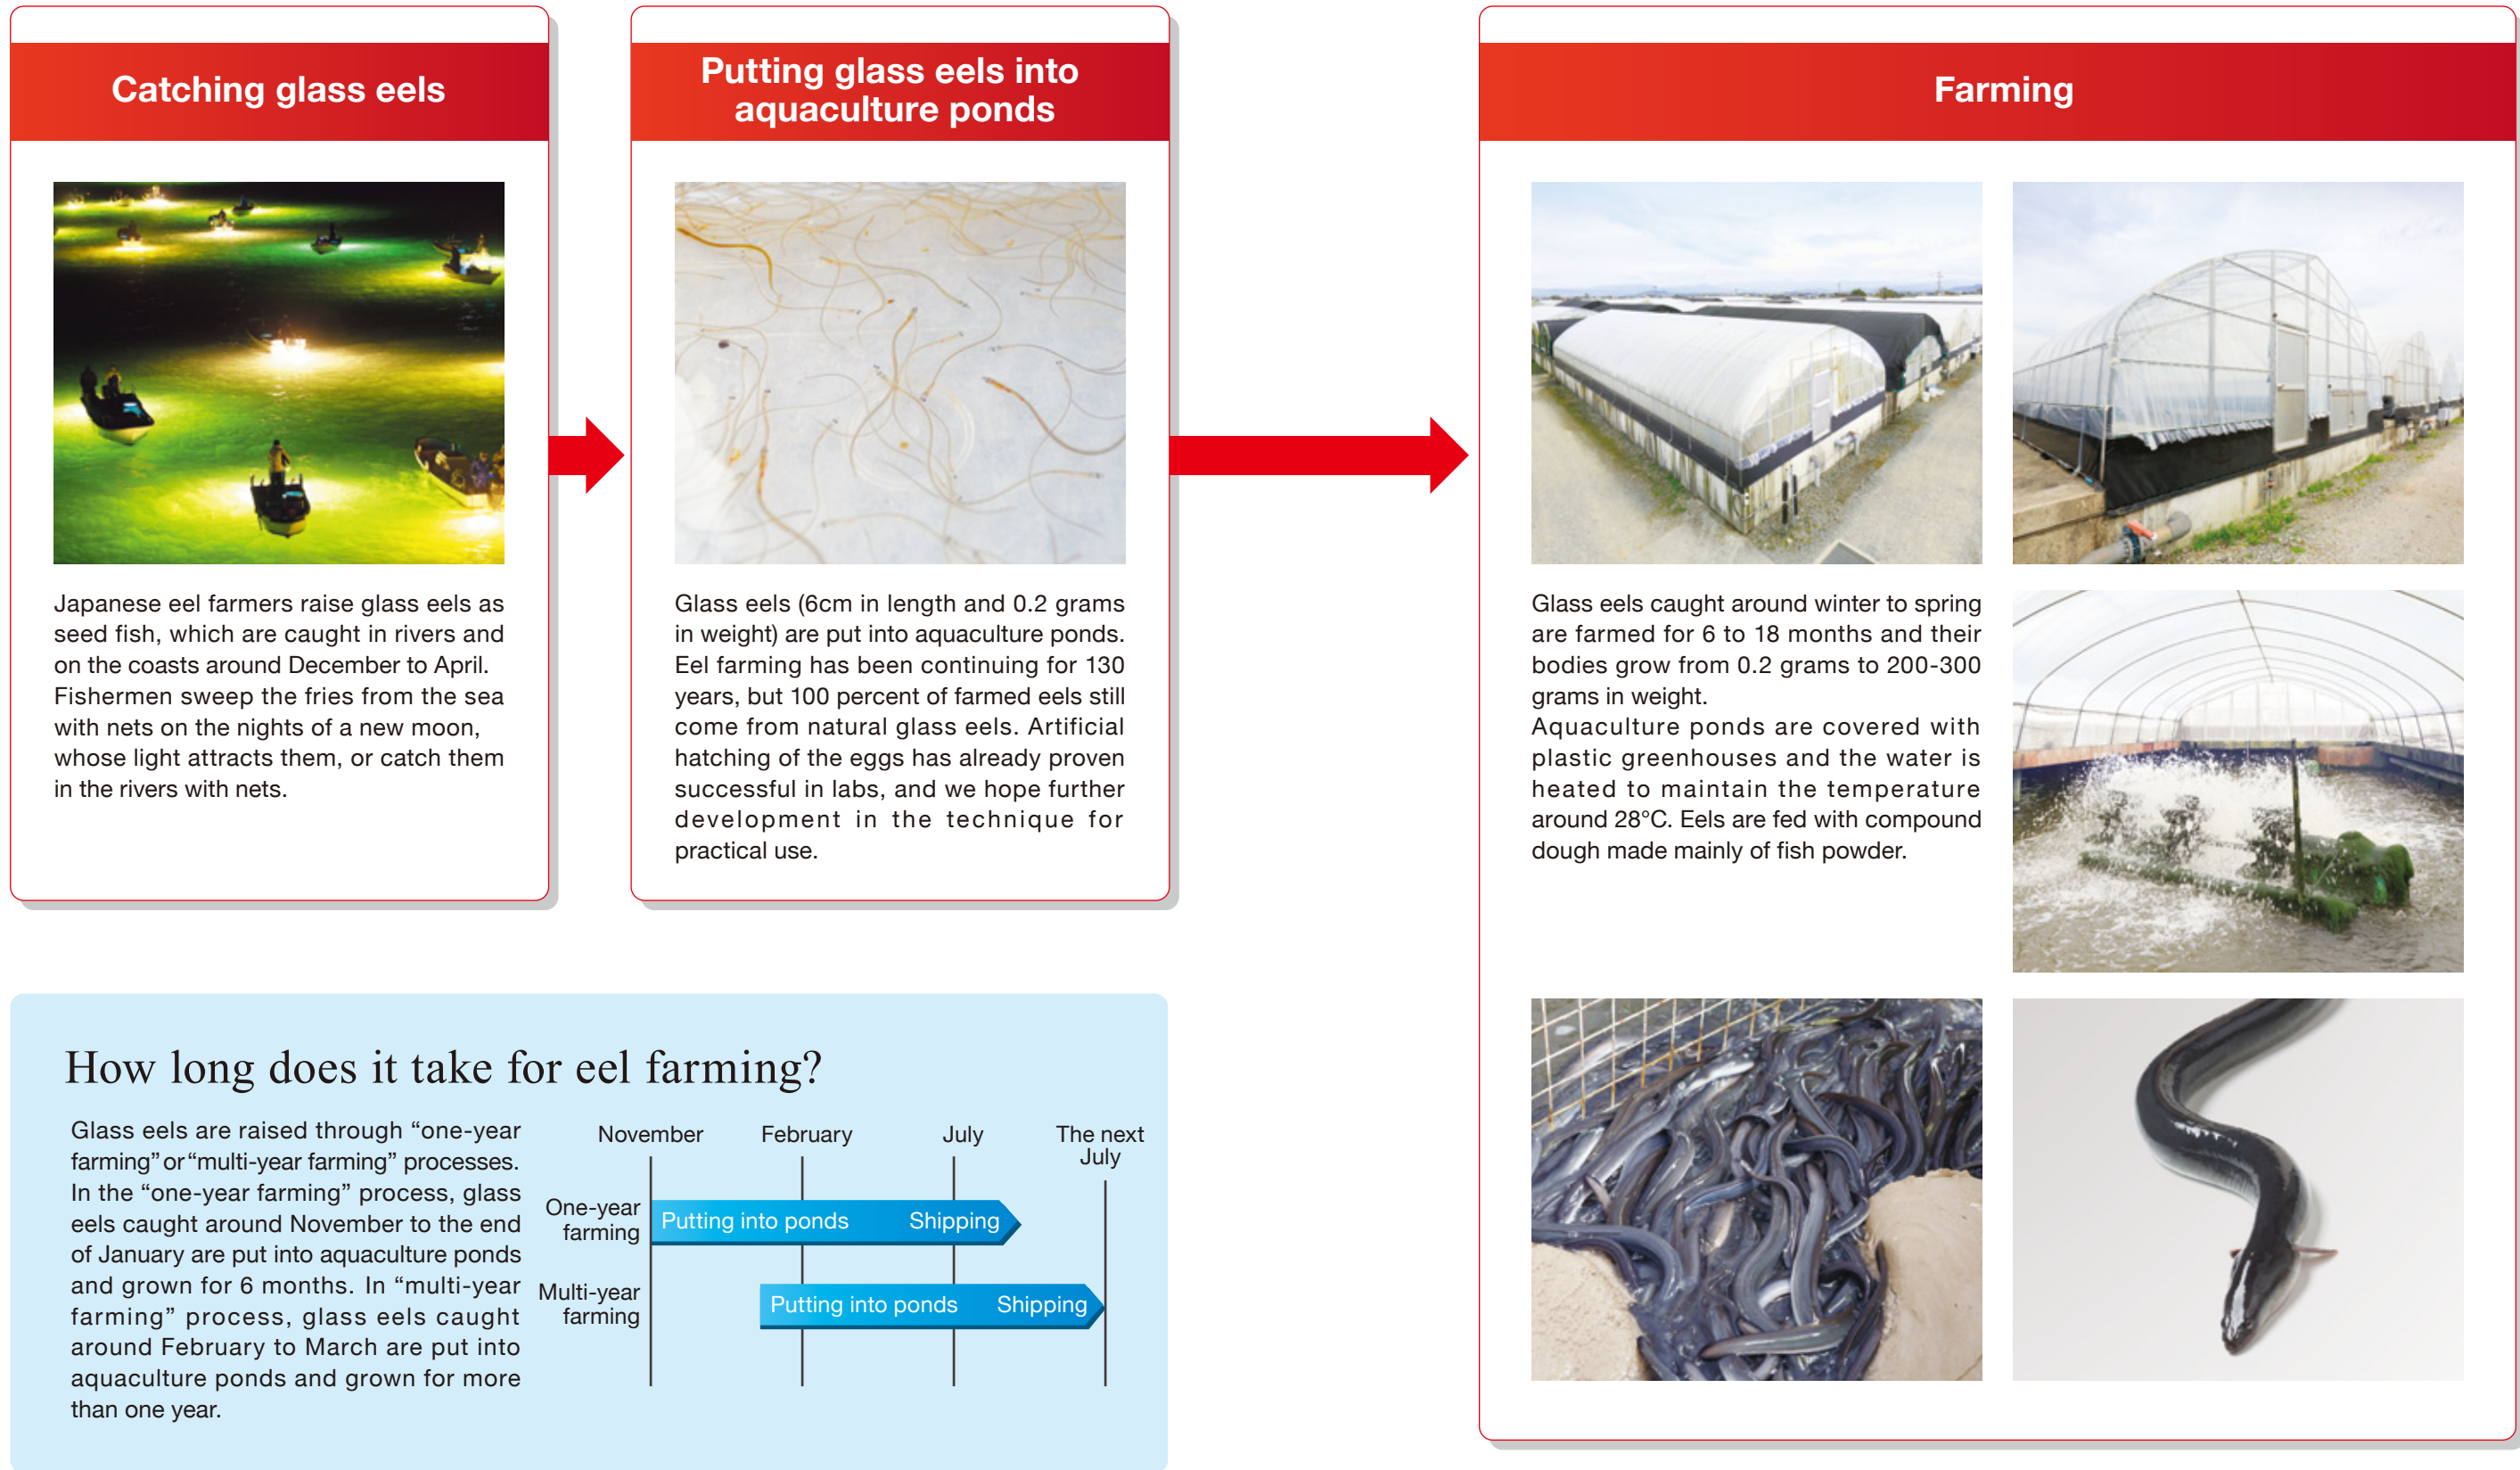 Catching glass eels
Japanese eel farmers raise glass eels as
seed fish, which are caught in rivers and
on the coasts around December to April.
Fishermen sweep the fries from the sea
with nets on the nights of a new moon,
whose light attracts them, or catch them
in the rivers with nets.
Putting glass eels into
aquaculture ponds
Glass eels (6cm in length and 0.2 grams
in weight) are put into aquaculture ponds.
Eel farming has been continuing for 130
years, but 100 percent of farmed eels still
come from natural glass eels. Artificial
hatching of the eggs has already proven
successful in labs, and we hope further
development in the technique for
practical use.
Farming
Glass eels caught around winter to spring
are farmed for 6 to 18 months and their
bodies grow from 0.2 grams to 200-300
grams in weight.
Aquaculture ponds are covered with
plastic greenhouses and the water is
heated to maintain the temperature
around 28°C. Eels are fed with compound
dough made mainly of fish powder.
How long does it take for eel farming?
Glass eels are raised through “one-year
farming” or “multi-year farming” processes.
In the “one-year farming” process, glass
eels caught around November to the end
of January are put into aquaculture ponds
and grown for 6 months. In “multi-year
farming” process, glass eels caught
around February to March are put into
aquaculture ponds and grown for more
than one year.
November February July The next
July
One-year
farming
Putting into ponds Shipping
Multi-year
farming
Putting into ponds Shipping